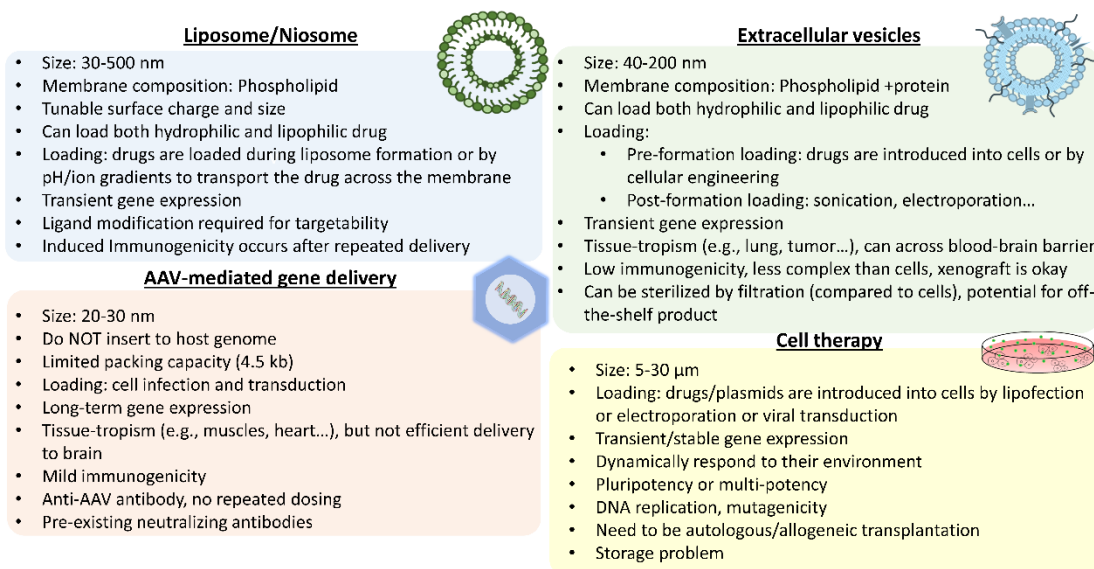 Liposome/Niosome
• Size: 30-500 nm
• Membrane composition: Phospholipid
• Tunable surface charge and size
• Can load both hydrophilic and lipophilic drug
• Loading: drugs are loaded during liposome formation or by
pH/ion gradients to transport the drug across the membrane
• Transient gene expression
• Ligand modification required for targetability
• Induced Immunogenicity occurs after repeated delivery
Extracellular vesicles
• Size: 40-200 nm
• Membrane composition: Phospholipid +protein
• Can load both hydrophilic and lipophilic drug
• Loading:
• Pre-formation loading: drugs are introduced into cells or by
cellular engineering
• Post-formation loading: sonication, electroporation...
• Transient gene expression
• Tissue-tropism (e.g., lung, tumor...), can across blood-brain barrier
• Low immunogenicity, less complex than cells, xenograft is okay
• Can be sterilized by filtration (compared to cells), potential for off-
the-shelf product
AAV-mediated gene delivery
• Size: 20-30 nm
• Do NOT insert to host genome
• Limited packing capacity (4.5 kb)
• Loading: cell infection and transduction
• Long-term gene expression
• Tissue-tropism (e.g., muscles, heart...), but not efficient delivery
to brain
• Mild immunogenicity
• Anti-AAV antibody, no repeated dosing
• Pre-existing neutralizing antibodies
Cell therapy
• Size: 5-30 µm
• Loading: drugs/plasmids are introduced into cells by lipofection
or electroporation or viral transduction
• Transient/stable gene expression
• Dynamically respond to their environment
• Pluripotency or multi-potency
• DNA replication, mutagenicity
• Need to be autologous/allogeneic transplantation
• Storage problem